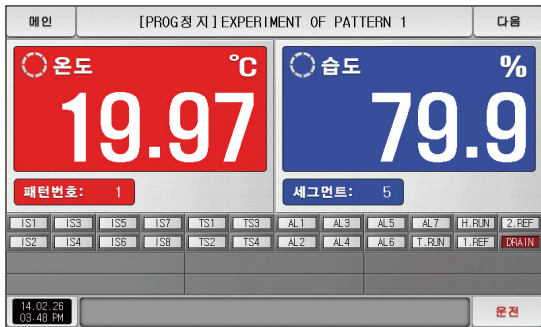 메인 [PROG정지]EXPERIMENT OF PATTERN 1 다음
온도 °C 습도 %
19.97 79.9
패턴번호: 1 세그먼트: 5
IS1 IS3 IS5 IS7 TS1 TS3 AL1 AL3 AL5 AL7 H.RUN 2.REF
IS2 IS4 IS6 IS8 TS2 TS4 AL2 AL4 AL6 T.RUN 1.REF DRAIN
14.02.26
03:48 PM 운전